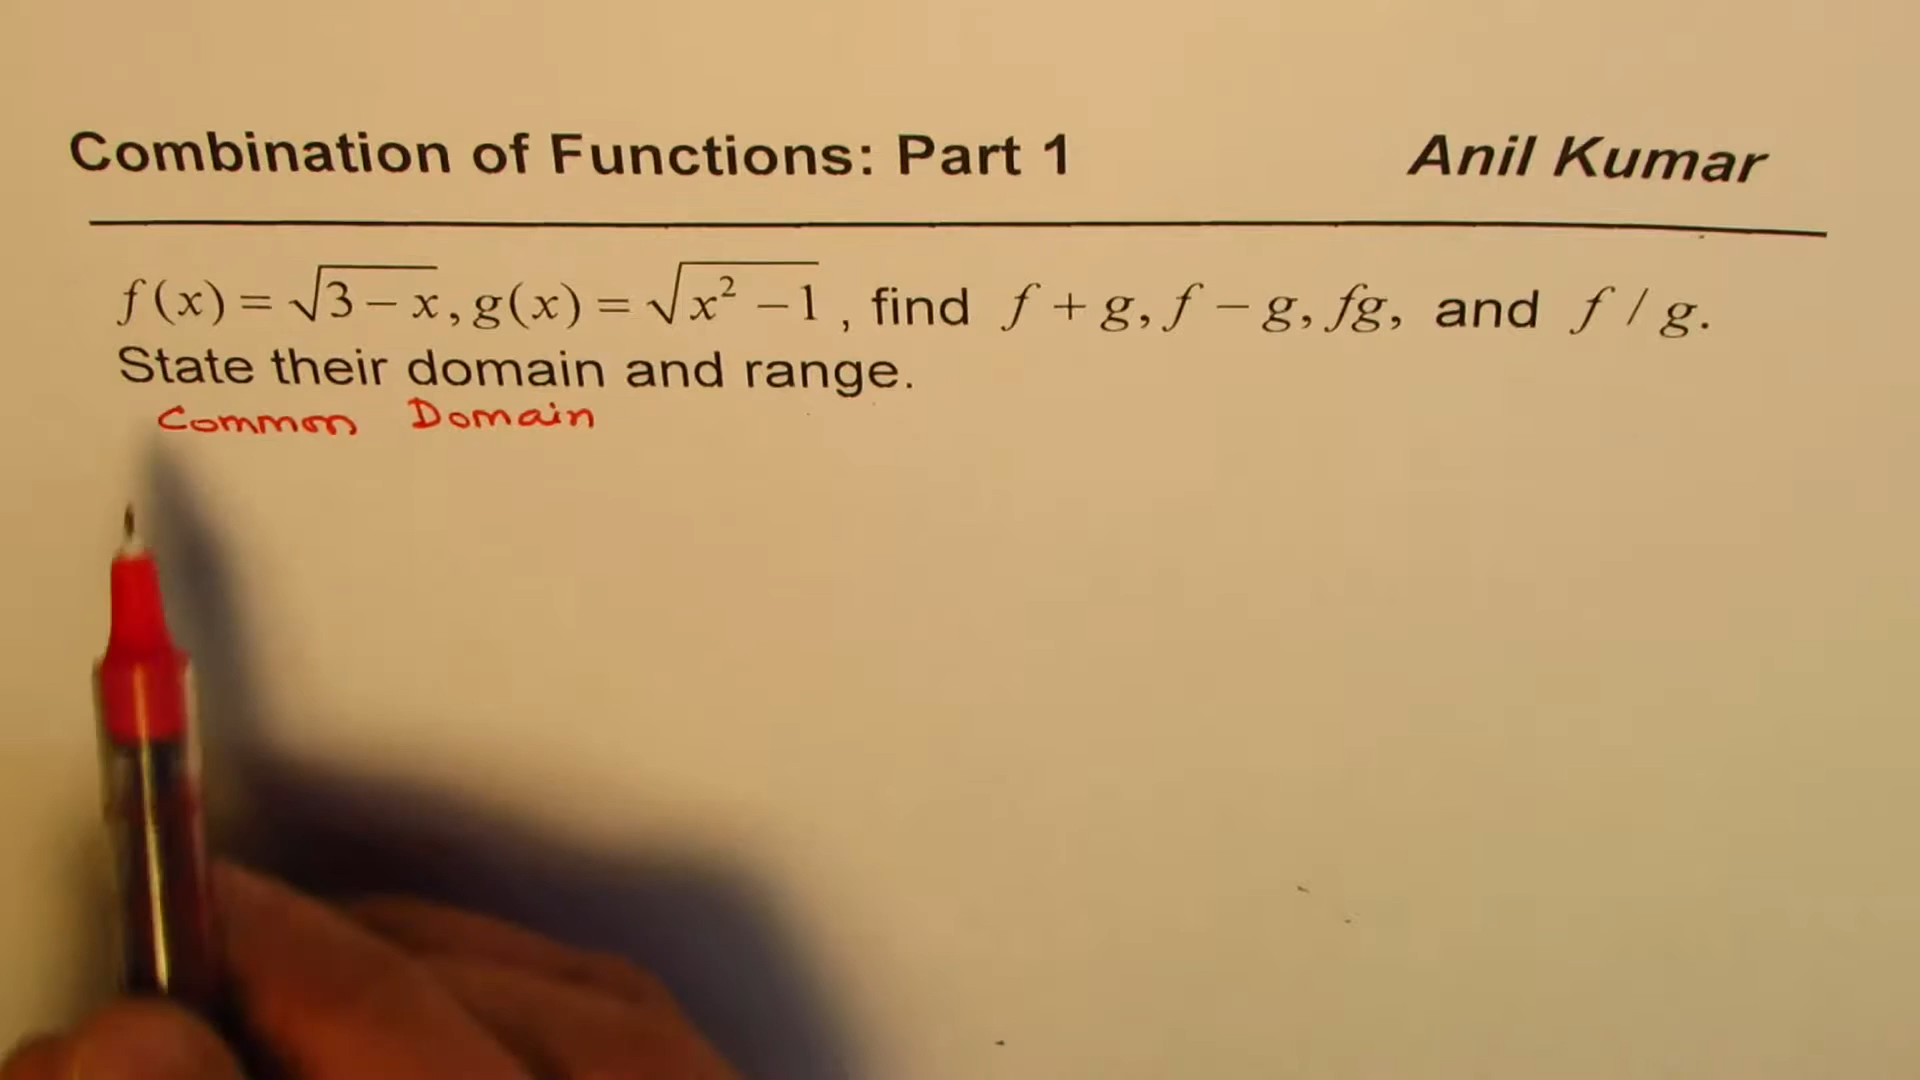 Combination of Functions: Part 1 Anil Kumar
f(x) = √3 − x, g(x) = √x² − 1, find f + g, f − g, fg, and f / g.
State their domain and range.
Common Domain